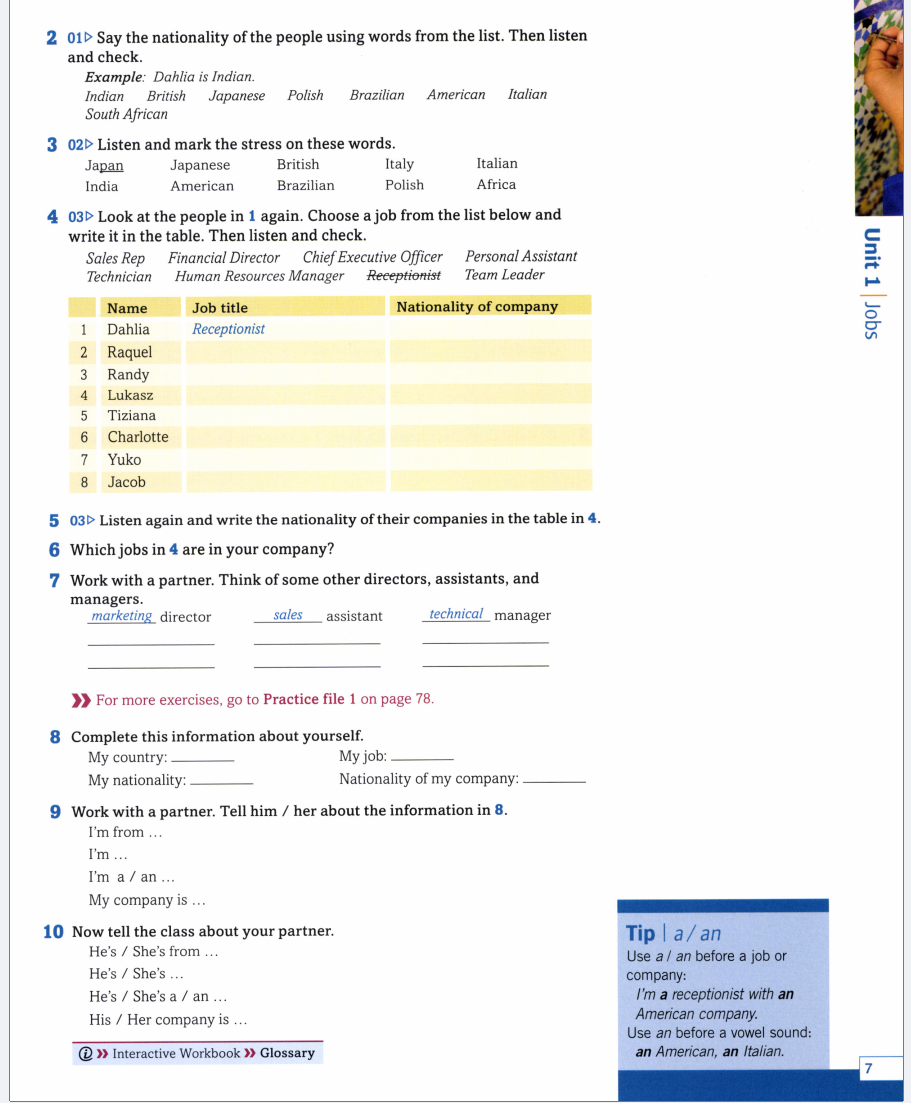 2 01▷ Say the nationality of the people using words from the list. Then listen
and check.
Example: Dahlia is Indian.
Indian British Japanese Polish Brazilian American Italian
South African
3 02▷ Listen and mark the stress on these words.
Japan Japanese British Italy Italian
India American Brazilian Polish Africa
4 03▷ Look at the people in 1 again. Choose a job from the list below and
write it in the table. Then listen and check.
Sales Rep Financial Director Chief Executive Officer Personal Assistant
Technician Human Resources Manager Receptionist Team Leader
Name Job title Nationality of company
1 Dahlia Receptionist
2 Raquel
3 Randy
4 Lukasz
5 Tiziana
6 Charlotte
7 Yuko
8 Jacob
5 03▷ Listen again and write the nationality of their companies in the table in 4.
6 Which jobs in 4 are in your company?
7 Work with a partner. Think of some other directors, assistants, and
managers.
marketing director sales assistant technical manager
» For more exercises, go to Practice file 1 on page 78.
8 Complete this information about yourself.
My country: ________ My job: ________
My nationality: ________ Nationality of my company: ________
9 Work with a partner. Tell him / her about the information in 8.
I'm from ...
I'm ...
I'm a / an ...
My company is ...
10 Now tell the class about your partner.
He's / She's from ...
He's / She's ...
He's / She's a / an ...
His / Her company is ...
i » Interactive Workbook » Glossary
Unit 1 | Jobs
Tip | a / an
Use a / an before a job or
company:
I'm a receptionist with an
American company.
Use an before a vowel sound:
an American, an Italian.
7